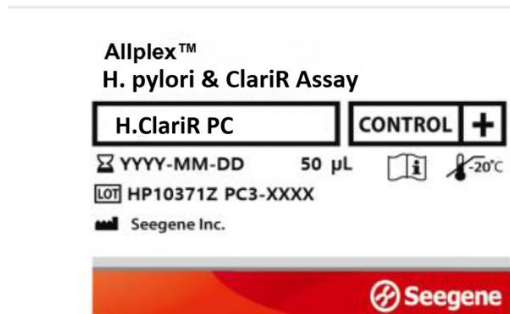 Allplex™
H. pylori & ClariR Assay
H.ClariR PC
CONTROL +
YYYY-MM-DD 50 μL -20°C
LOT HP10371Z PC3-XXXX
Seegene Inc.
Seegene